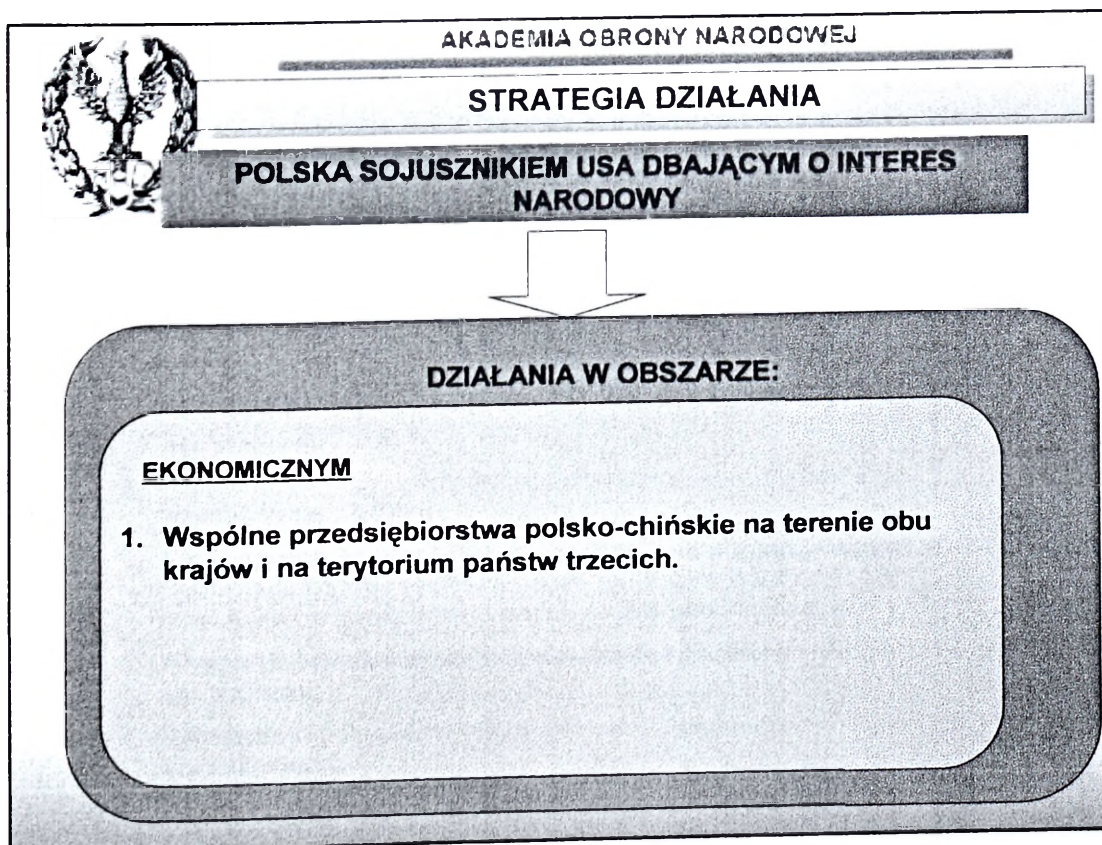 AKADEMIA OBRONY NARODOWEJ
STRATEGIA DZIAŁANIA
POLSKA SOJUSZNIKIEM USA DBAJĄCYM O INTERES
NARODOWY
DZIAŁANIA W OBSZARZE:
EKONOMICZNYM
1. Wspólne przedsiębiorstwa polsko-chińskie na terenie obu
krajów i na terytorium państw trzecich.